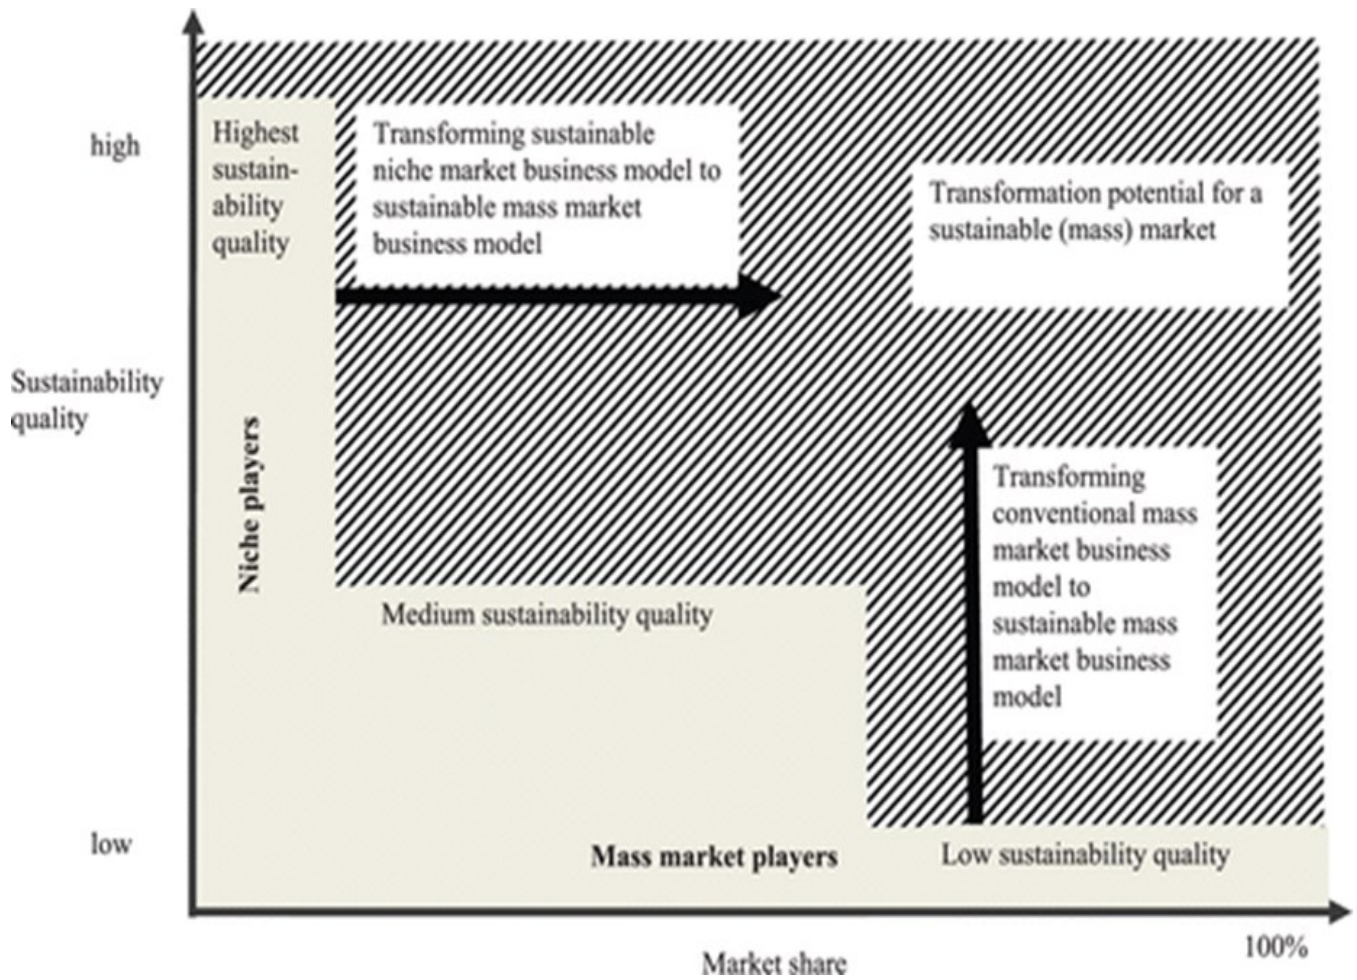 high
Highest
sustain-
ability
quality
Transforming sustainable
niche market business model to
sustainable mass market
business model
Transformation potential for a
sustainable (mass) market
Sustainability
quality
Niche players
Transforming
conventional mass
market business
model to
sustainable mass
market business
model
Medium sustainability quality
low
Mass market players
Low sustainability quality
100%
Market share